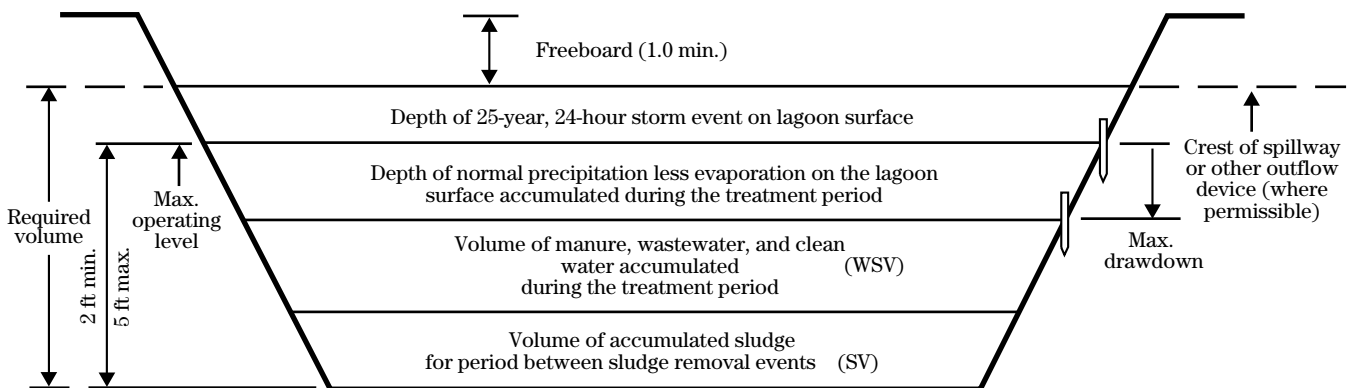 Freeboard (1.0 min.)
Depth of 25-year, 24-hour storm event on lagoon surface
Crest of spillway
or other outflow
device (where
permissible)
Depth of normal precipitation less evaporation on the lagoon
surface accumulated during the treatment period
Max.
operating
level
Required
volume
Max.
drawdown
Volume of manure, wastewater, and clean
water accumulated (WSV)
during the treatment period
2 ft min.
5 ft max.
Volume of accumulated sludge
for period between sludge removal events (SV)